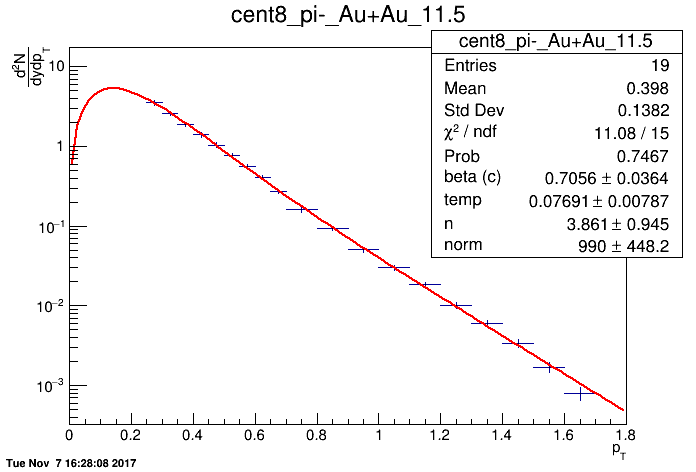 cent8_pi-_Au+Au_11.5
d²N
dydp_T
cent8_pi-_Au+Au_11.5
Entries 19
Mean 0.398
Std Dev 0.1382
χ² / ndf 11.08 / 15
Prob 0.7467
beta (c) 0.7056 ± 0.0364
temp 0.07691 ± 0.00787
n 3.861 ± 0.945
norm 990 ± 448.2
10
1
10⁻¹
10⁻²
10⁻³
0 0.2 0.4 0.6 0.8 1 1.2 1.4 1.6 1.8
p_T
Tue Nov 7 16:28:08 2017